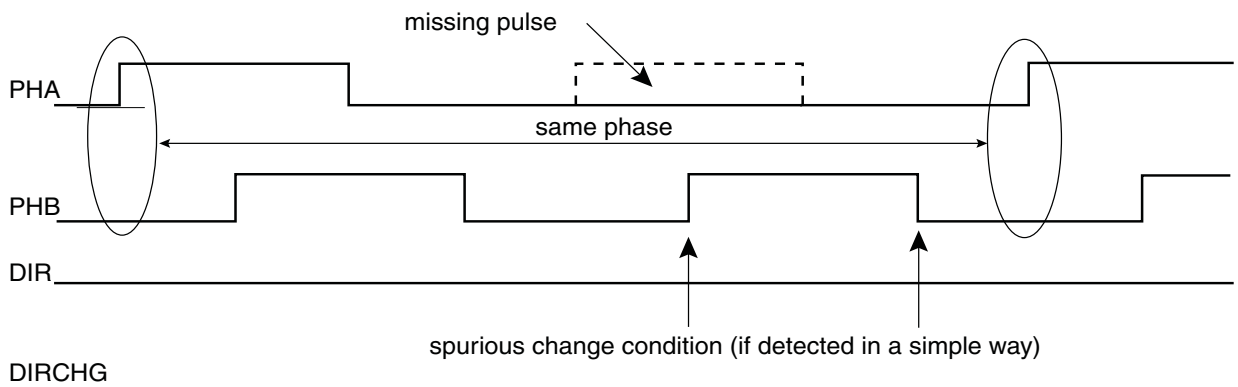 missing pulse
PHA
same phase
PHB
DIR
spurious change condition (if detected in a simple way)
DIRCHG